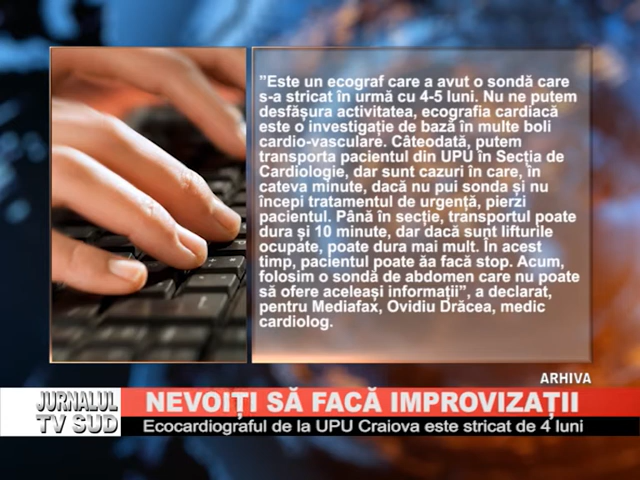 ”Este un ecograf care a avut o sondă care
s-a stricat în urmă cu 4-5 luni. Nu ne putem
desfășura activitatea, ecografia cardiacă
este o investigație de bază în multe boli
cardio-vasculare. Câteodată, putem
transporta pacientul din UPU în Secția de
Cardiologie, dar sunt cazuri în care, în
cateva minute, dacă nu pui sonda și nu
începi tratamentul de urgență, pierzi
pacientul. Până în secție, transportul poate
dura și 10 minute, dar dacă sunt lifturile
ocupate, poate dura mai mult. În acest
timp, pacientul poate ăa facă stop. Acum,
folosim o sondă de abdomen care nu poate
să ofere aceleași informații”, a declarat,
pentru Mediafax, Ovidiu Drăcea, medic
cardiolog.
ARHIVA
JURNALUL
TV SUD
NEVOIȚI SĂ FACĂ IMPROVIZAȚII
Ecocardiograful de la UPU Craiova este stricat de 4 luni